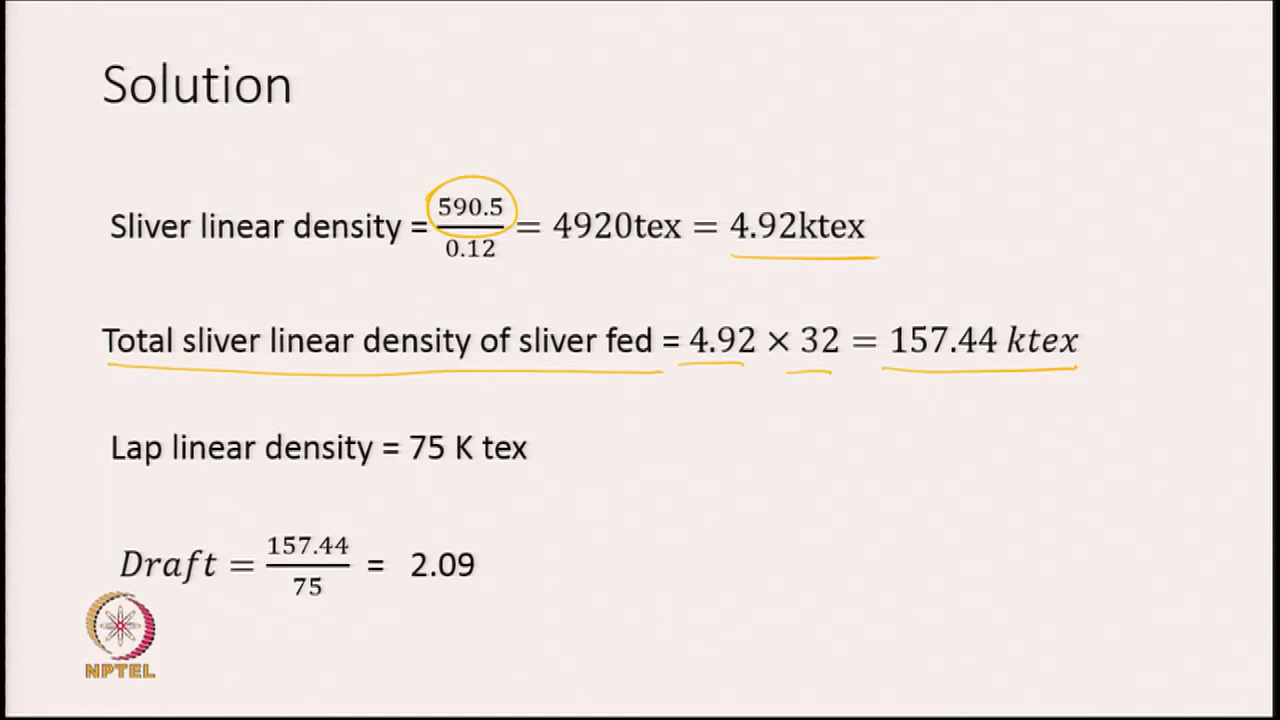 Solution
Sliver linear density = 590.5/0.12 = 4920tex = 4.92ktex
Total sliver linear density of sliver fed = 4.92 × 32 = 157.44 ktex
Lap linear density = 75 K tex
Draft = 157.44/75 = 2.09
NPTEL